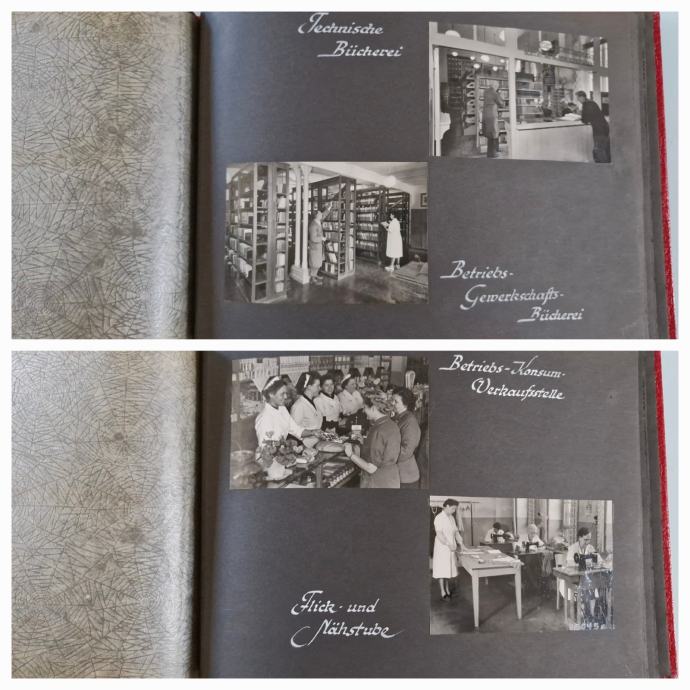 Technische
Bücherei
Betriebs-
Gewerkschafts-
Bücherei
Betriebs-Konsum-
Verkaufsstelle
Flick- und
Nähstube